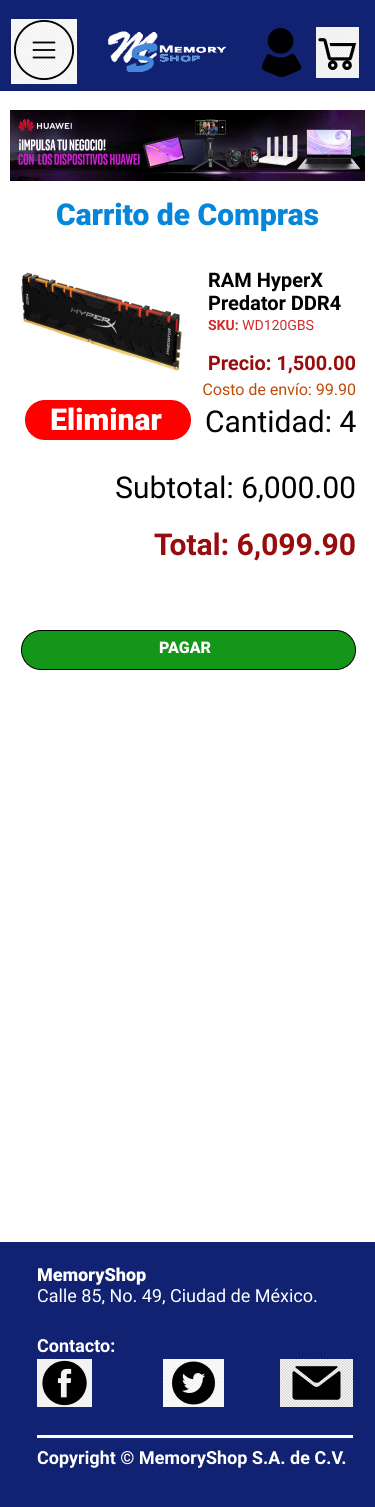 MS MEMORY
SHOP
HUAWEI
¡IMPULSA TU NEGOCIO!
CON LOS DISPOSITIVOS HUAWEI
Carrito de Compras
HYPERX
PREDATOR
RAM HyperX
Predator DDR4
SKU: WD120GBS
Precio: 1,500.00
Costo de envío: 99.90
Eliminar
Cantidad: 4
Subtotal: 6,000.00
Total: 6,099.90
PAGAR
MemoryShop
Calle 85, No. 49, Ciudad de México.
Contacto:
Copyright © MemoryShop S.A. de C.V.